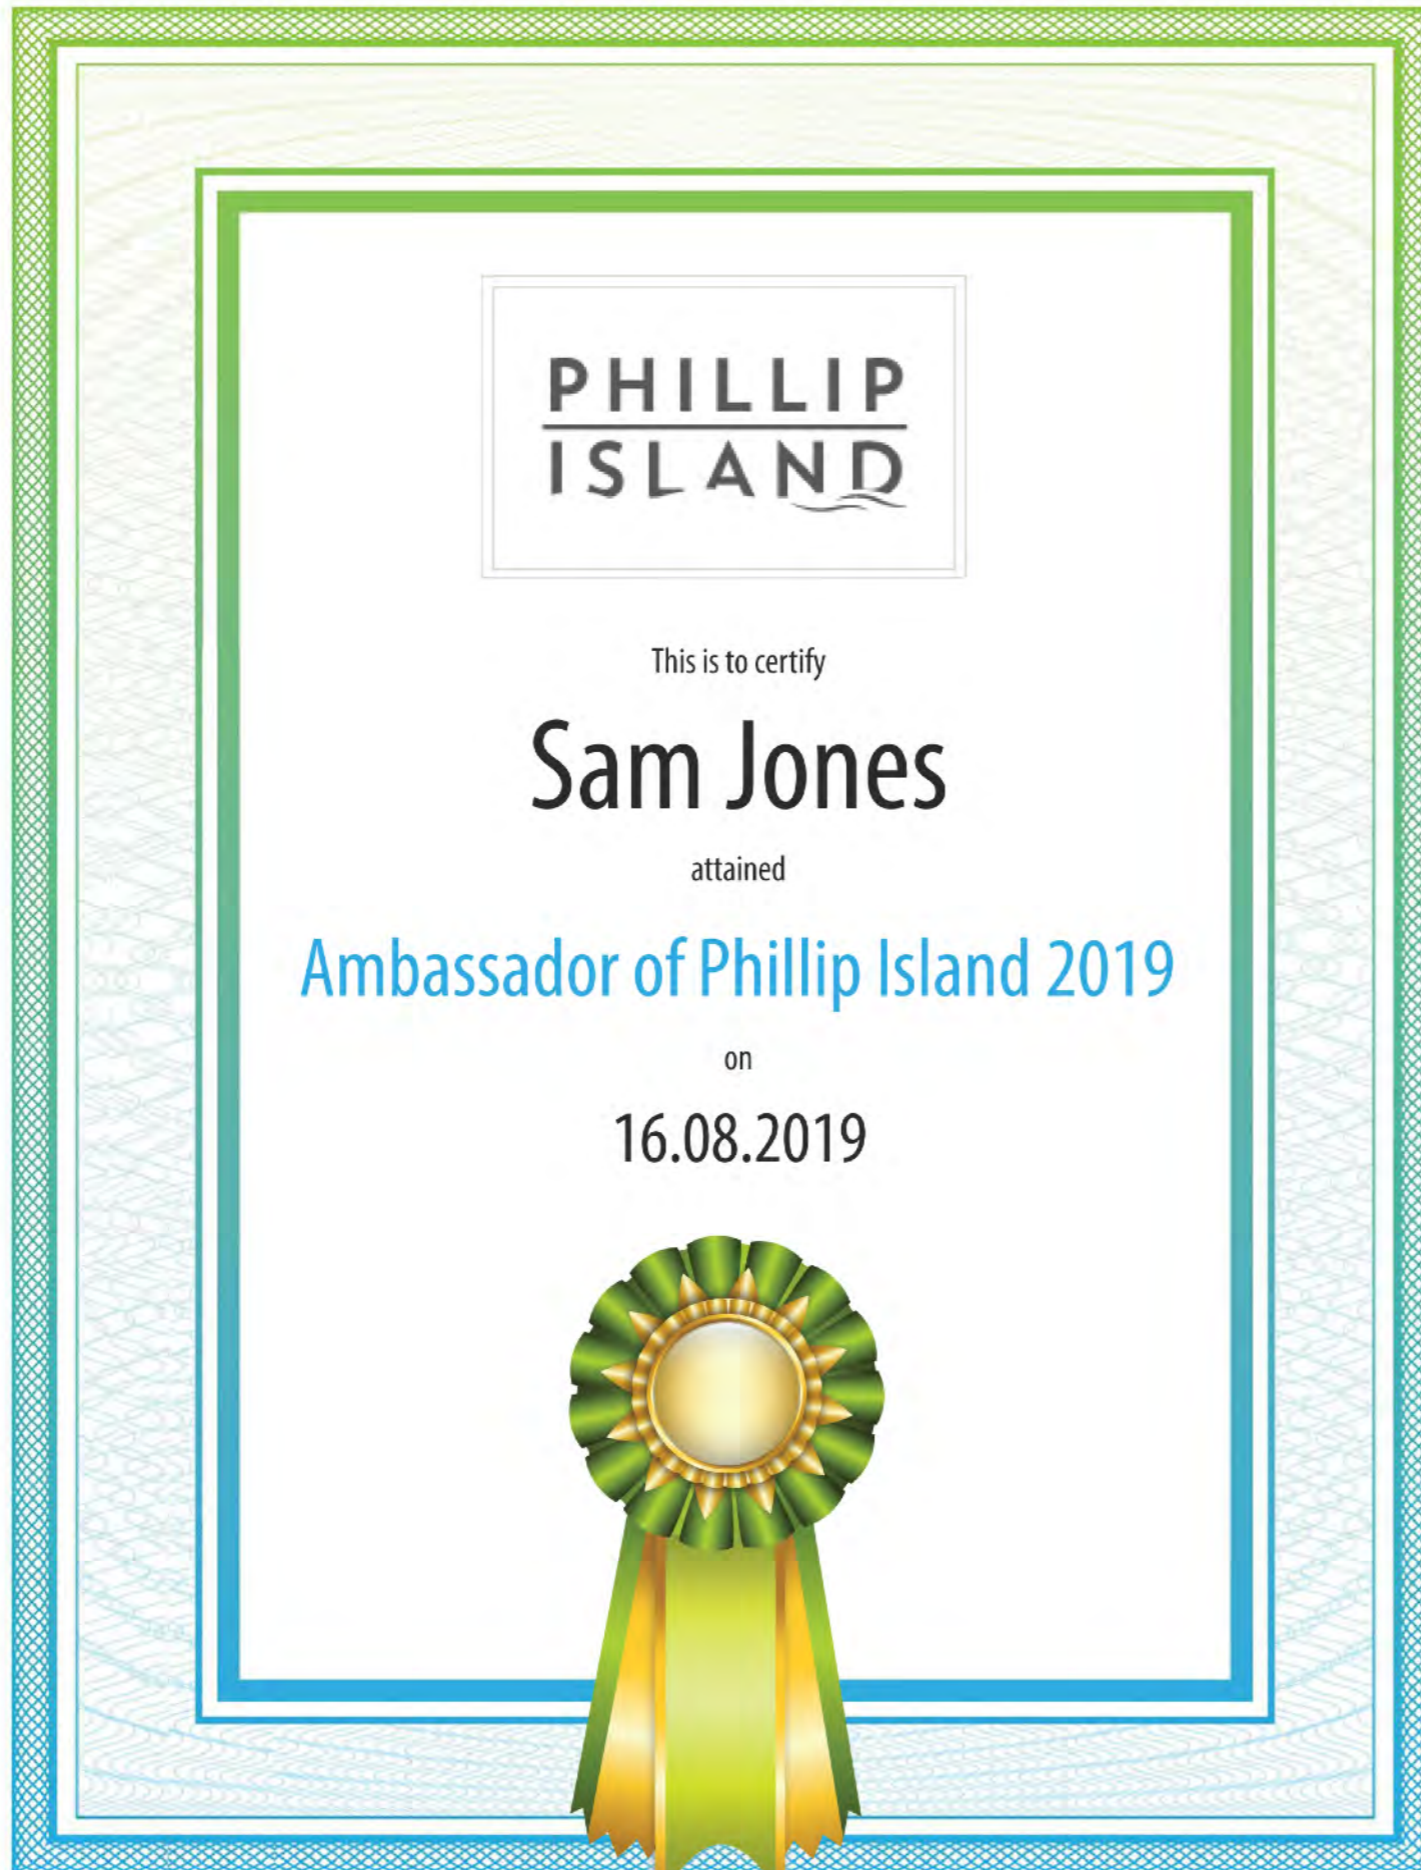 PHILLIP
ISLAND
This is to certify
Sam Jones
attained
Ambassador of Phillip Island 2019
on
16.08.2019